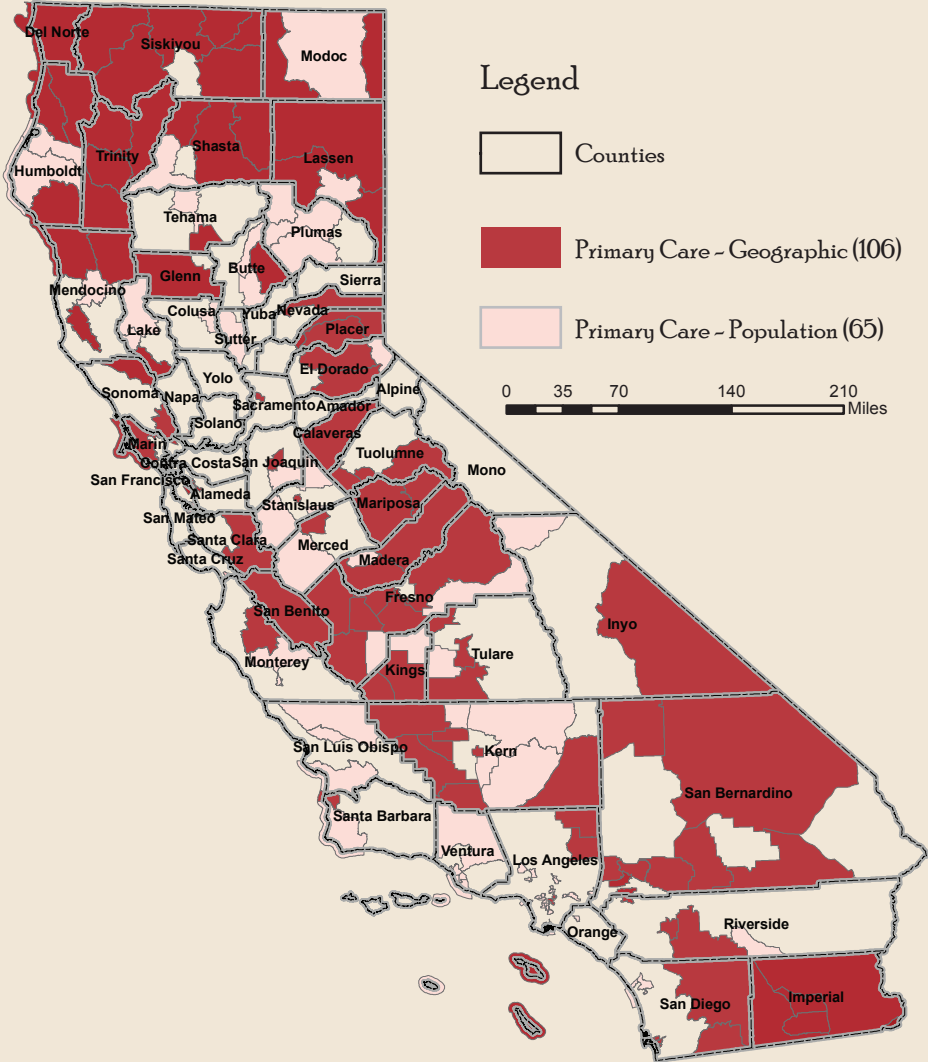 Del Norte
Siskiyou
Modoc
Legend
Counties
Primary Care ~ Geographic (106)
Primary Care ~ Population (65)
0 35 70 140 210
Miles
Humboldt
Trinity
Shasta
Lassen
Tehama
Plumas
Mendocino
Glenn
Butte
Sierra
Lake
Colusa
Sutter
Yuba
Nevada
Placer
Sonoma
Napa
Yolo
El Dorado
Alpine
Solano
Sacramento
Amador
Marin
Calaveras
Contra Costa
San Joaquin
Tuolumne
Mono
San Francisco
Alameda
Stanislaus
Mariposa
San Mateo
Santa Clara
Merced
Santa Cruz
Madera
San Benito
Fresno
Inyo
Monterey
Kings
Tulare
San Luis Obispo
Kern
San Bernardino
Santa Barbara
Ventura
Los Angeles
Orange
Riverside
San Diego
Imperial